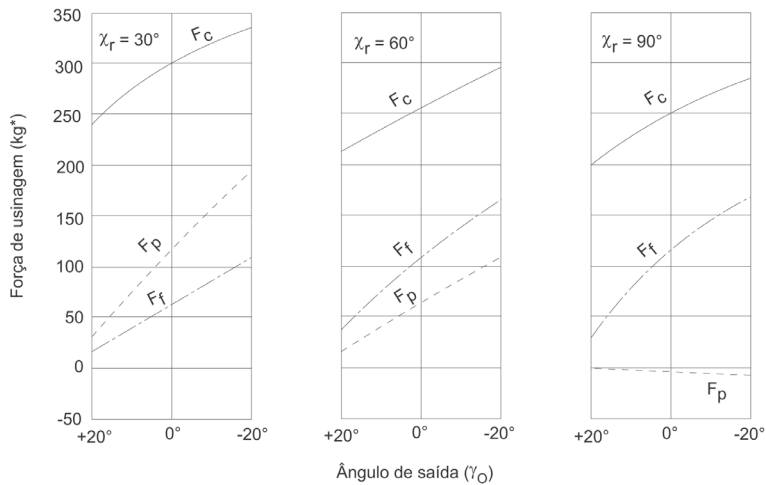 350
300
250
200
150
100
50
0
-50
Força de usinagem (kg*)
χr = 30°
Fc
Fp
Ff
+20° 0° -20°
χr = 60°
Fc
Ff
Fp
+20° 0° -20°
χr = 90°
Fc
Ff
Fp
+20° 0° -20°
Ângulo de saída (γO)